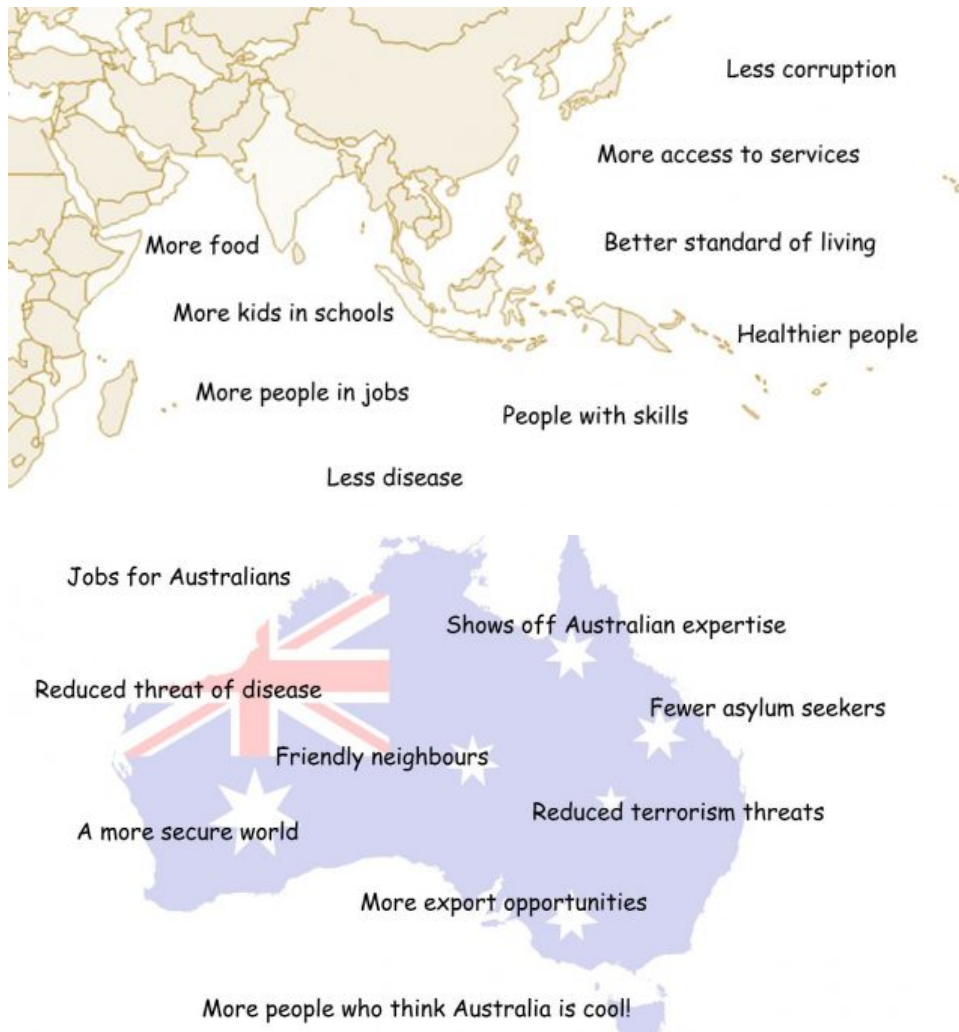 Less corruption
More access to services
Better standard of living
More food
More kids in schools
Healthier people
More people in jobs
People with skills
Less disease
Jobs for Australians
Shows off Australian expertise
Reduced threat of disease
Fewer asylum seekers
Friendly neighbours
Reduced terrorism threats
A more secure world
More export opportunities
More people who think Australia is cool!